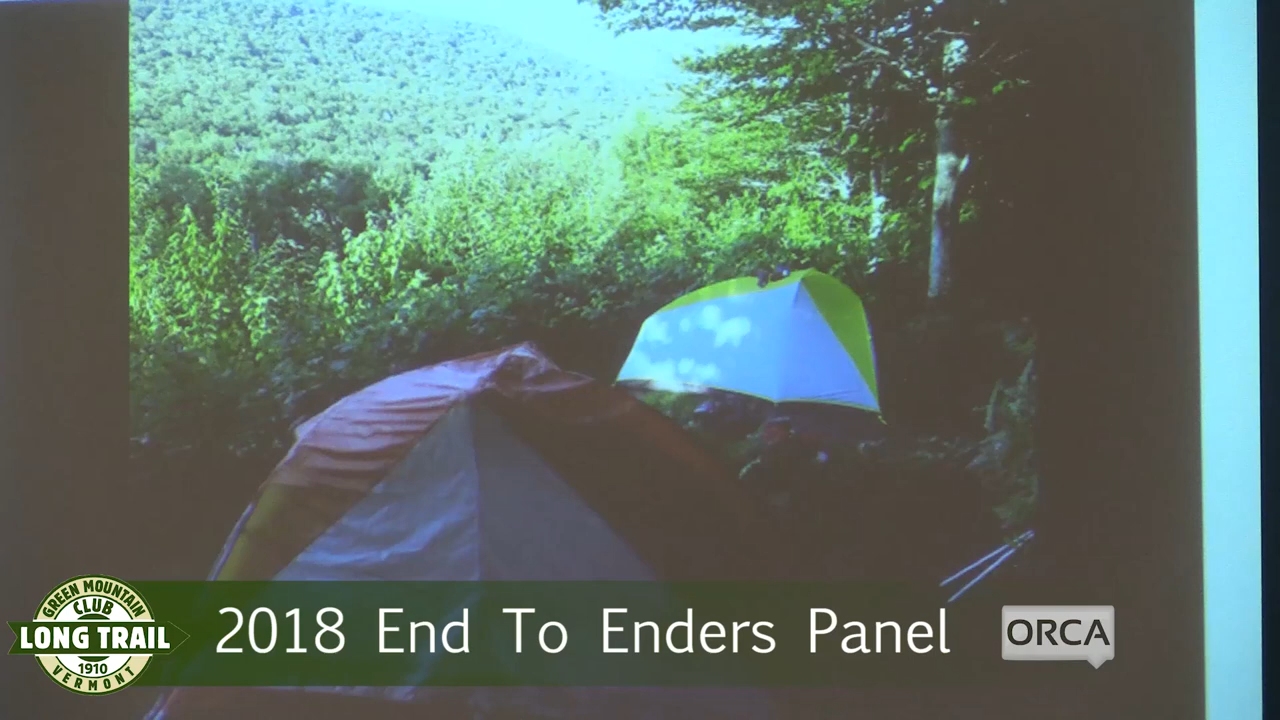 GREEN MOUNTAIN
CLUB
LONG TRAIL
1910
VERMONT
2018 End To Enders Panel
ORCA